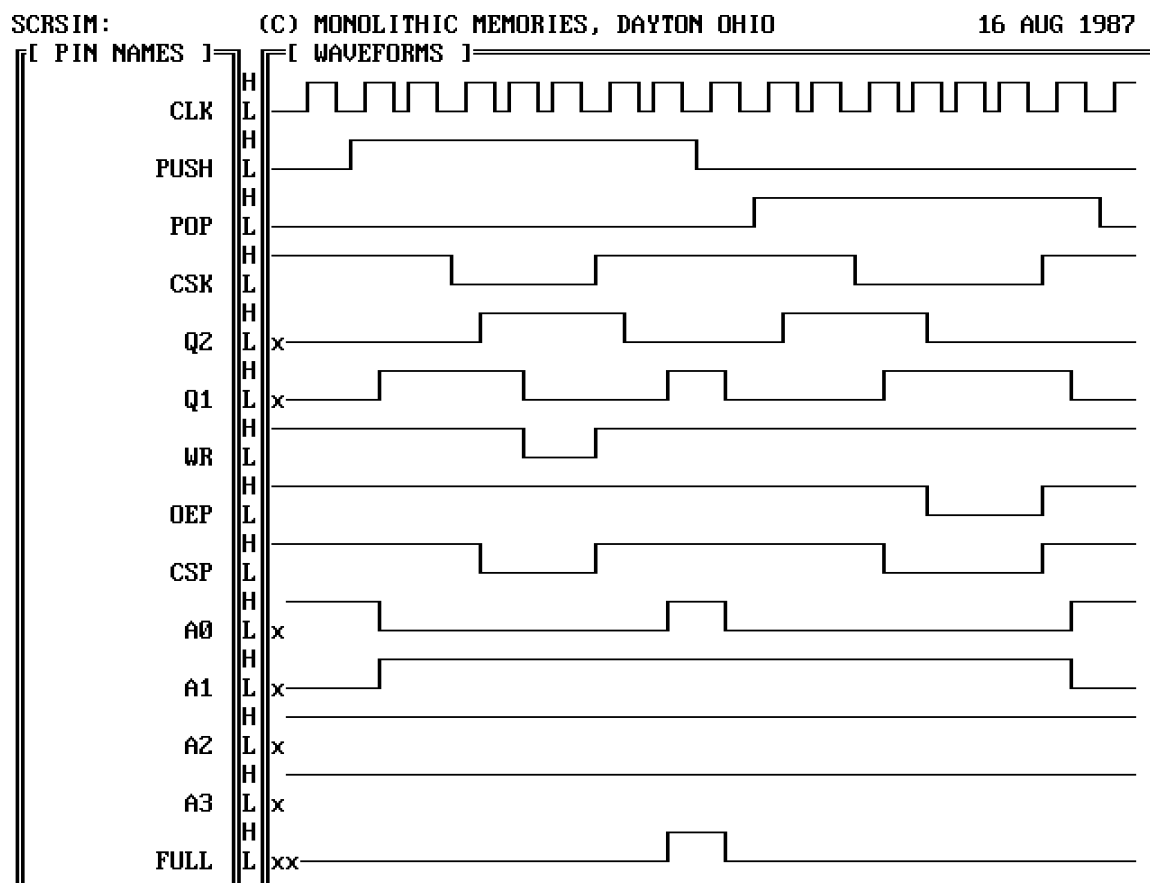 SCRSIM: (C) MONOLITHIC MEMORIES, DAYTON OHIO 16 AUG 1987
[ PIN NAMES ] [ WAVEFORMS ]
H
CLK L
H
PUSH L
H
POP L
H
CSK L
H
Q2 L x
H
Q1 L x
H
WR L
H
OEP L
H
CSP L
H
A0 L x
H
A1 L x
H
A2 L x
H
A3 L x
H
FULL L xx